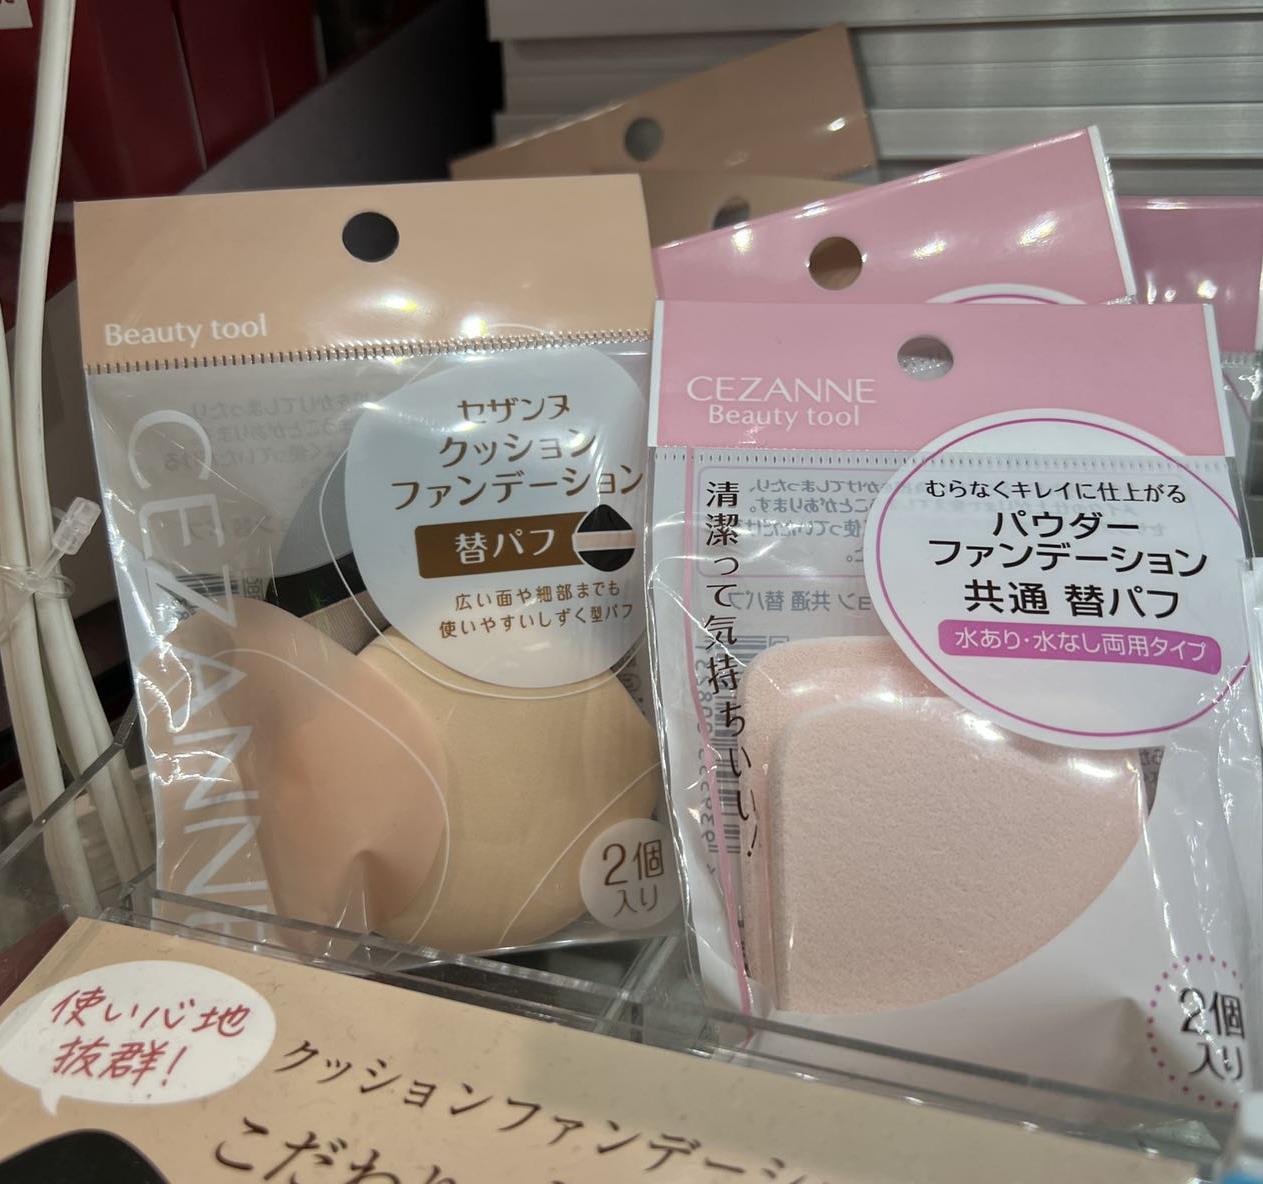 Beauty tool
CEZANNE
セザンヌ
クッション
ファンデーション
替パフ
広い面や細部までも
使いやすいしずく型パフ
2個
入り
CEZANNE
Beauty tool
清潔って気持ちいい!
むらなくキレイに仕上がる
パウダー
ファンデーション
共通 替パフ
水あり・水なし両用タイプ
2個
入り
使い心地
抜群!
クッションファンデーシ
こだわり